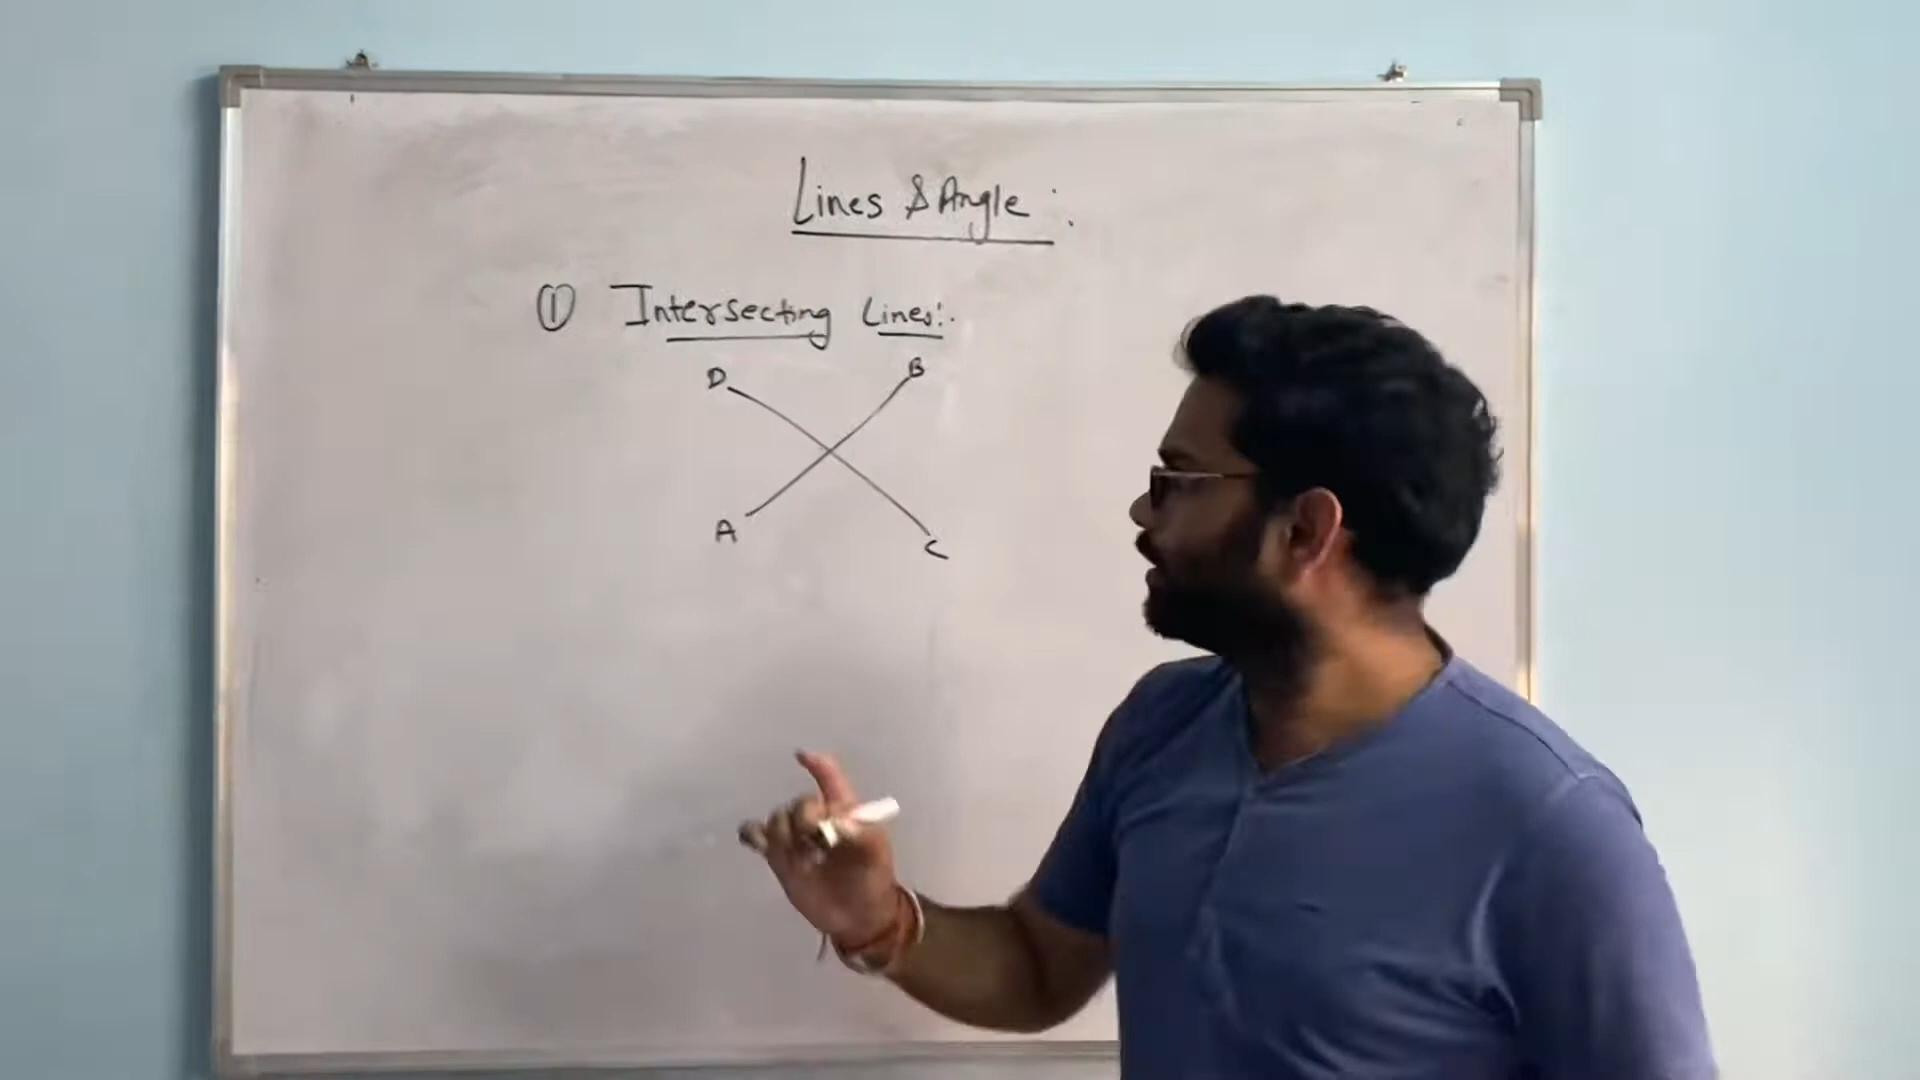 Lines & Angle :
① Intersecting Lines:.
D B
A C